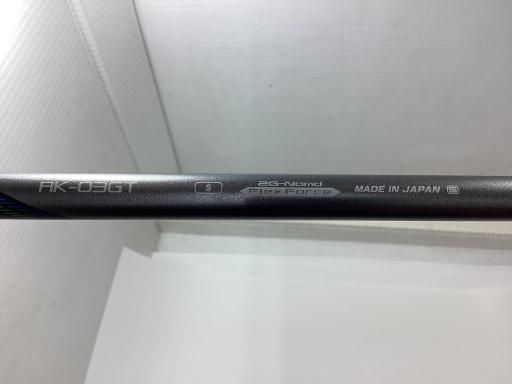 RK-03GT
S
2G-Namd
Flex Force
MADE IN JAPAN